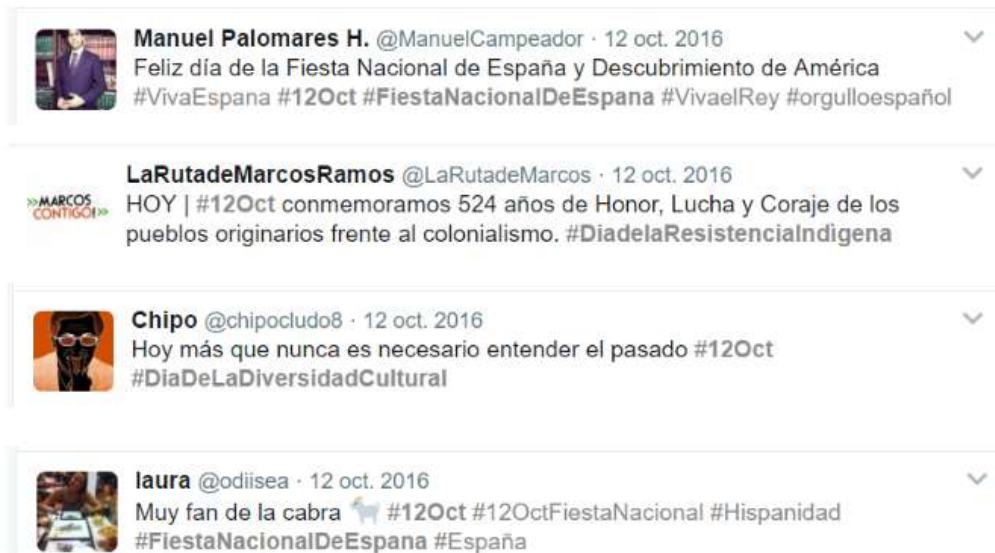 Manuel Palomares H. @ManuelCampeador · 12 oct. 2016
Feliz día de la Fiesta Nacional de España y Descubrimiento de América
#VivaEspana #12Oct #FiestaNacionalDeEspana #VivaelRey #orgulloespañol
LaRutadeMarcosRamos @LaRutadeMarcos · 12 oct. 2016
»MARCOS
CONTIGO!»
HOY | #12Oct conmemoramos 524 años de Honor, Lucha y Coraje de los
pueblos originarios frente al colonialismo. #DiadelaResistenciaIndìgena
Chipo @chipocludo8 · 12 oct. 2016
Hoy más que nunca es necesario entender el pasado #12Oct
#DiaDeLaDiversidadCultural
laura @odiisea · 12 oct. 2016
Muy fan de la cabra 🐐 #12Oct #12OctFiestaNacional #Hispanidad
#FiestaNacionalDeEspana #España